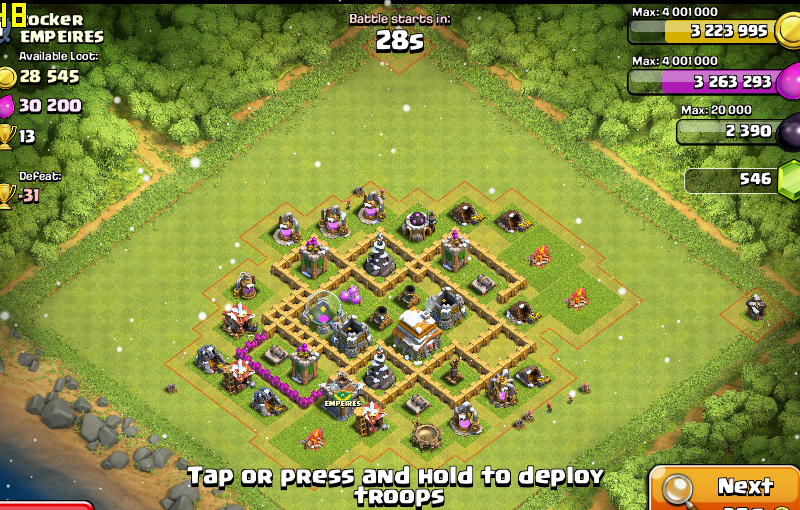 48
EMPEIRES
Available Loot:
28 545
30 200
13
Defeat:
-31
Battle starts in:
28s
Max: 4 001 000
3 223 995
Max: 4 001 000
3 263 293
Max: 20 000
2 390
546
EMPEIRES
Tap or press and hold to deploy
troops
Next